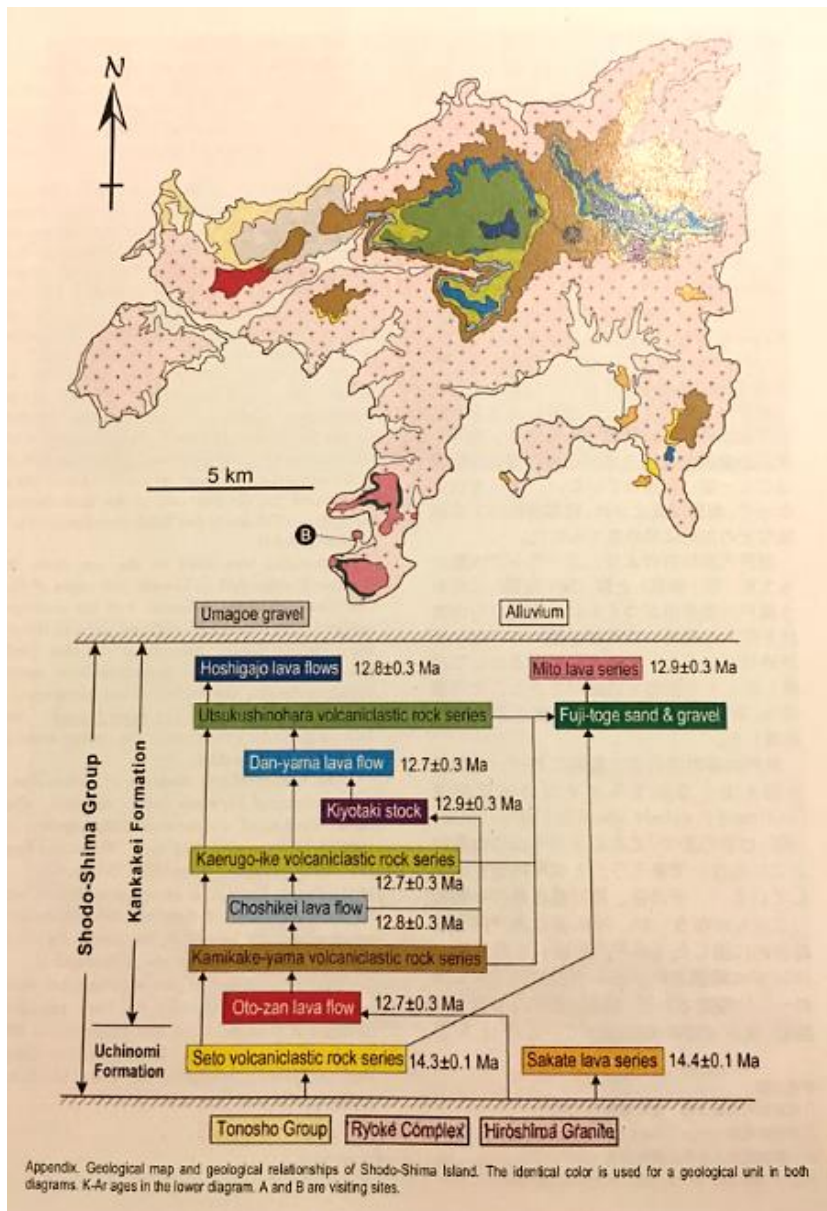 N
5 km
B
Umagoe gravel
Alluvium
Hoshigajo lava flows 12.8±0.3 Ma
Mito lava series 12.9±0.3 Ma
Utsukushinohara volcaniclastic rock series
Fuji-toge sand & gravel
Dan-yama lava flow 12.7±0.3 Ma
Kiyotaki stock 12.9±0.3 Ma
Kaerugo-ike volcaniclastic rock series
12.7±0.3 Ma
Choshikei lava flow
12.8±0.3 Ma
Kamikake-yama volcaniclastic rock series
Oto-zan lava flow 12.7±0.3 Ma
Shodo-Shima Group
Kankakei Formation
Uchinomi
Formation
Seto volcaniclastic rock series 14.3±0.1 Ma
Sakate lava series 14.4±0.1 Ma
Tonosho Group
Ryoke Complex
Hiroshima Granite
Appendix. Geological map and geological relationships of Shodo-Shima Island. The identical color is used for a geological unit in both
diagrams. K-Ar ages in the lower diagram. A and B are visiting sites.